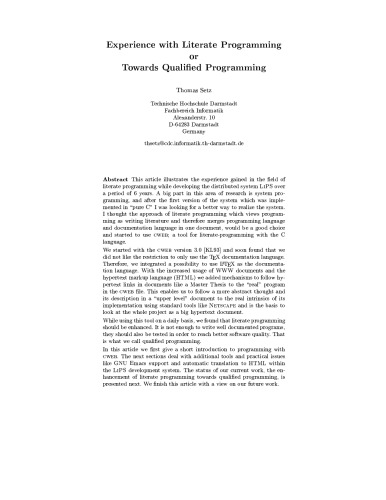 Experience with Literate Programming
or
Towards Qualified Programming
Thomas Setz
Technische Hochschule Darmstadt
Fachbereich Informatik
Alexanderstr. 10
D-64283 Darmstadt
Germany
thsetz@cdc.informatik.th-darmstadt.de
Abstract This article illustrates the experience gained in the field of
literate programming while developing the distributed system LiPS over
a period of 6 years. A big part in this area of research is system pro-
gramming, and after the first version of the system which was imple-
mented in "pure C" I was looking for a better way to realize the system.
I thought the approach of literate programming which views program-
ming as writing literature and therefore merges programming language
and documentation language in one document, would be a good choice
and started to use CWEB, a tool for literate-programming with the C
language.
We started with the CWEB version 3.0 [KL93] and soon found that we
did not like the restriction to only use the TEX documentation language.
Therefore, we integrated a possibility to use LATEX as the documenta-
tion language. With the increased usage of WWW documents and the
hypertext markup language (HTML) we added mechanisms to follow hy-
pertext links in documents like a Master Thesis to the "real" program
in the CWEB file. This enables us to follow a more abstract thought and
its description in a "upper level" document to the real intrinsics of its
implementation using standard tools like NETSCAPE and is the basis to
look at the whole project as a big hypertext document.
While using this tool on a daily basis, we found that literate programming
should be enhanced. It is not enough to write well documented programs,
they should also be tested in order to reach better software quality. That
is what we call qualified programming.
In this article we first give a short introduction to programming with
CWEB. The next sections deal with additional tools and practical issues
like GNU Emacs support and automatic translation to HTML within
the LiPS development system. The status of our current work, the en-
hancement of literate programming towards qualified programming, is
presented next. We finish this article with a view on our future work.